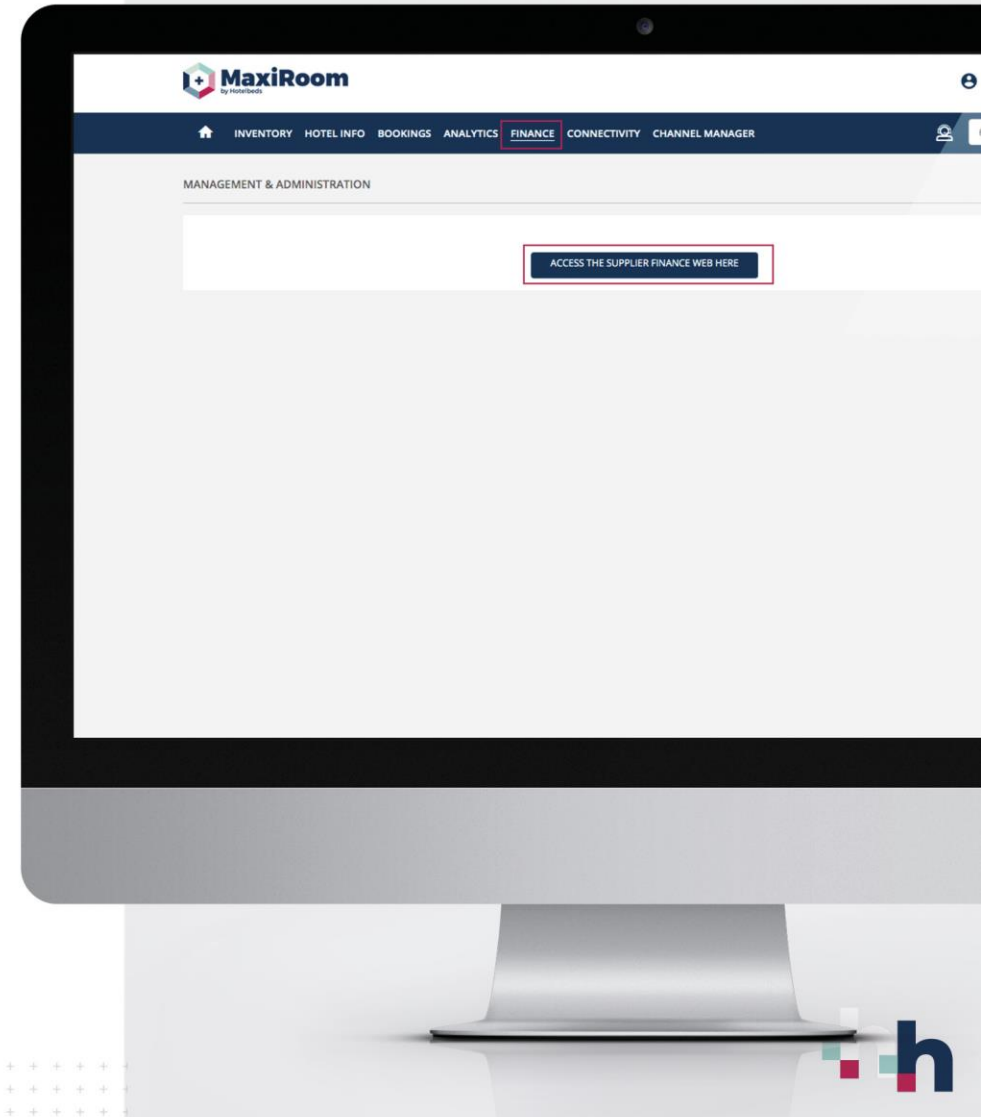 MaxiRoom
by Hotelbeds
INVENTORY HOTEL INFO BOOKINGS ANALYTICS FINANCE CONNECTIVITY CHANNEL MANAGER
MANAGEMENT & ADMINISTRATION
ACCESS THE SUPPLIER FINANCE WEB HERE
h